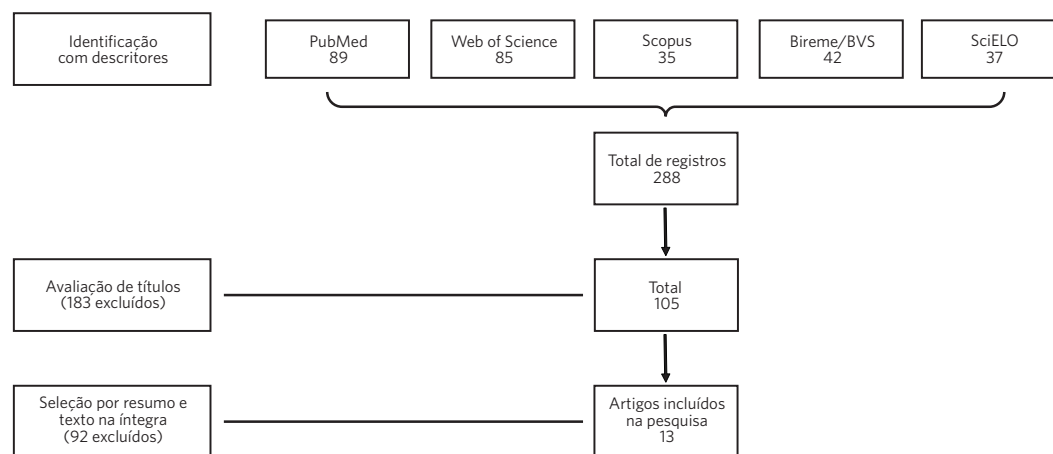 Identificação
com descritores
PubMed
89
Web of Science
85
Scopus
35
Bireme/BVS
42
SciELO
37
Total de registros
288
Avaliação de títulos
(183 excluídos)
Total
105
Seleção por resumo e
texto na íntegra
(92 excluídos)
Artigos incluídos
na pesquisa
13